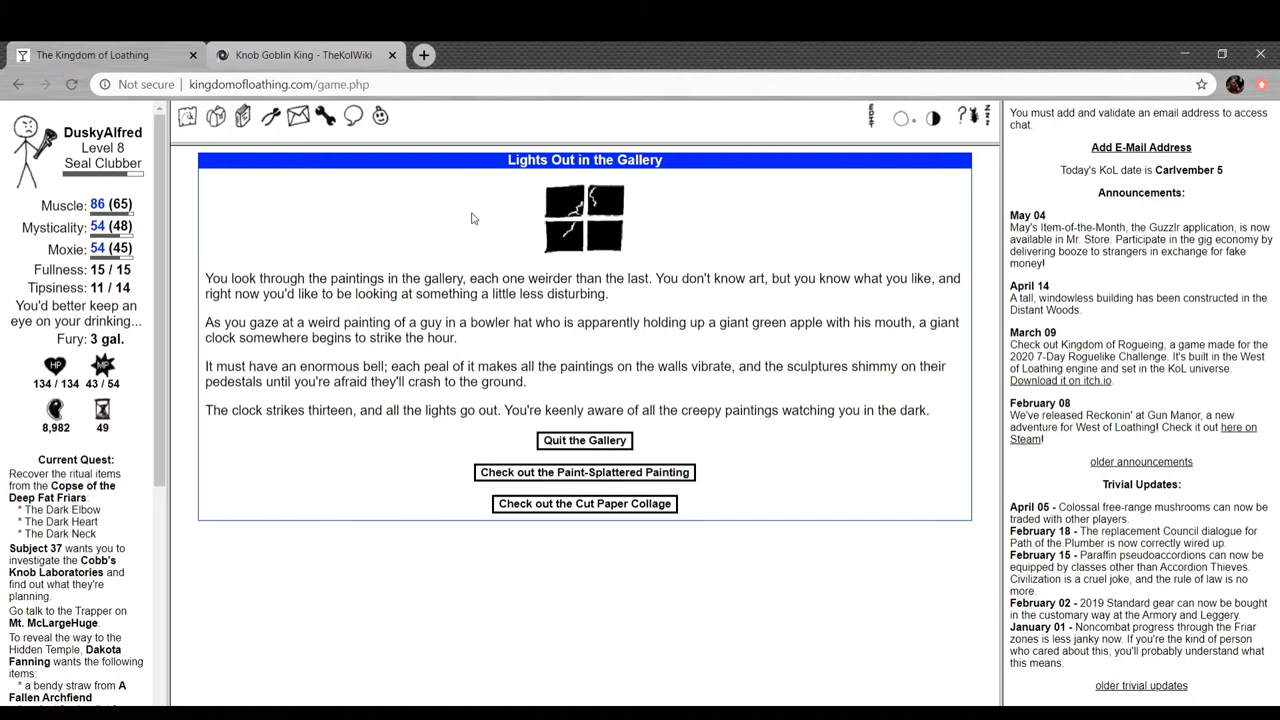 The Kingdom of Loathing
Knob Goblin King - TheKolWiki
Not secure
kingdomofloathing.com/game.php
DuskyAlfred
Level 8
Seal Clubber
Muscle: 86 (65)
Mysticality: 54 (48)
Moxie: 54 (45)
Fullness: 15 / 15
Tipsiness: 11 / 14
You'd better keep an
eye on your drinking...
Fury: 3 gal.
HP
MP
134 / 134
43 / 54
8,982
49
Current Quest:
Recover the ritual items
from the Copse of the
Deep Fat Friars:
* The Dark Elbow
* The Dark Heart
* The Dark Neck
Subject 37 wants you to
investigate the Cobb's
Knob Laboratories and
find out what they're
planning.
Go talk to the Trapper on
Mt. McLargeHuge.
To reveal the way to the
Hidden Temple, Dakota
Fanning wants the following
items:
* a bendy straw from A
Fallen Archfiend
Lights Out in the Gallery
You look through the paintings in the gallery, each one weirder than the last. You don't know art, but you know what you like, and
right now you'd like to be looking at something a little less disturbing.
As you gaze at a weird painting of a guy in a bowler hat who is apparently holding up a giant green apple with his mouth, a giant
clock somewhere begins to strike the hour.
It must have an enormous bell; each peal of it makes all the paintings on the walls vibrate, and the sculptures shimmy on their
pedestals until you're afraid they'll crash to the ground.
The clock strikes thirteen, and all the lights go out. You're keenly aware of all the creepy paintings watching you in the dark.
Quit the Gallery
Check out the Paint-Splattered Painting
Check out the Cut Paper Collage
EDIT
?
Z
Z
Z
You must add and validate an email address to access
chat.
Add E-Mail Address
Today's KoL date is Carlvember 5
Announcements:
May 04
May's Item-of-the-Month, the Guzzlr application, is now
available in Mr. Store. Participate in the gig economy by
delivering booze to strangers in exchange for fake
money!
April 14
A tall, windowless building has been constructed in the
Distant Woods.
March 09
Check out Kingdom of Rogueing, a game made for the
2020 7-Day Roguelike Challenge. It's built in the West
of Loathing engine and set in the KoL universe.
Download it on itch.io.
February 08
We've released Reckonin' at Gun Manor, a new
adventure for West of Loathing! Check it out here on
Steam!
older announcements
Trivial Updates:
April 05 - Colossal free-range mushrooms can now be
traded with other players.
February 18 - The replacement Council dialogue for
Path of the Plumber is now correctly wired up.
February 15 - Paraffin pseudoaccordions can now be
equipped by classes other than Accordion Thieves.
Civilization is a cruel joke, and the rule of law is no
more.
February 02 - 2019 Standard gear can now be bought
in the customary way at the Armory and Leggery.
January 01 - Noncombat progress through the Friar
zones is less janky now. If you're the kind of person
who cared about this, you'll probably understand what
this means.
older trivial updates